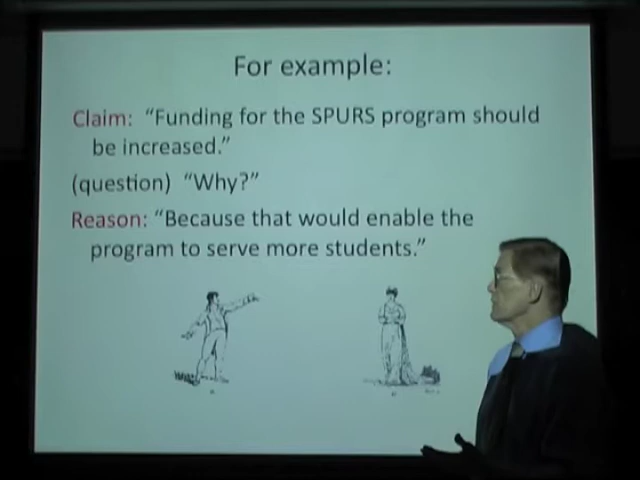 For example:
Claim: “Funding for the SPURS program should
be increased.”
(question) “Why?”
Reason: “Because that would enable the
program to serve more students.”